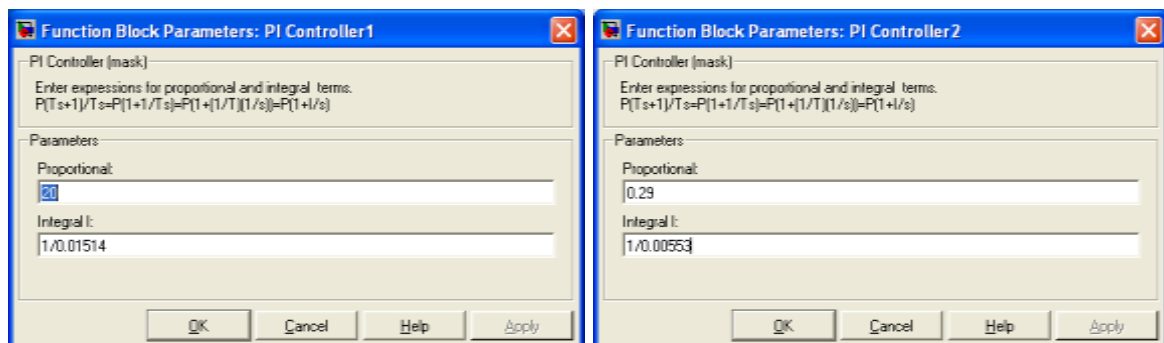 Function Block Parameters: PI Controller1
PI Controller (mask)
Enter expressions for proportional and integral terms.
P(Ts+1)/Ts=P(1+1/Ts)=P(1+(1/T)(1/s))=P(1+I/s)
Parameters
Proportional:
20
Integral I:
1/0.01514
OK Cancel Help Apply
Function Block Parameters: PI Controller2
PI Controller (mask)
Enter expressions for proportional and integral terms.
P(Ts+1)/Ts=P(1+1/Ts)=P(1+(1/T)(1/s))=P(1+I/s)
Parameters
Proportional:
0.29
Integral I:
1/0.00553
OK Cancel Help Apply